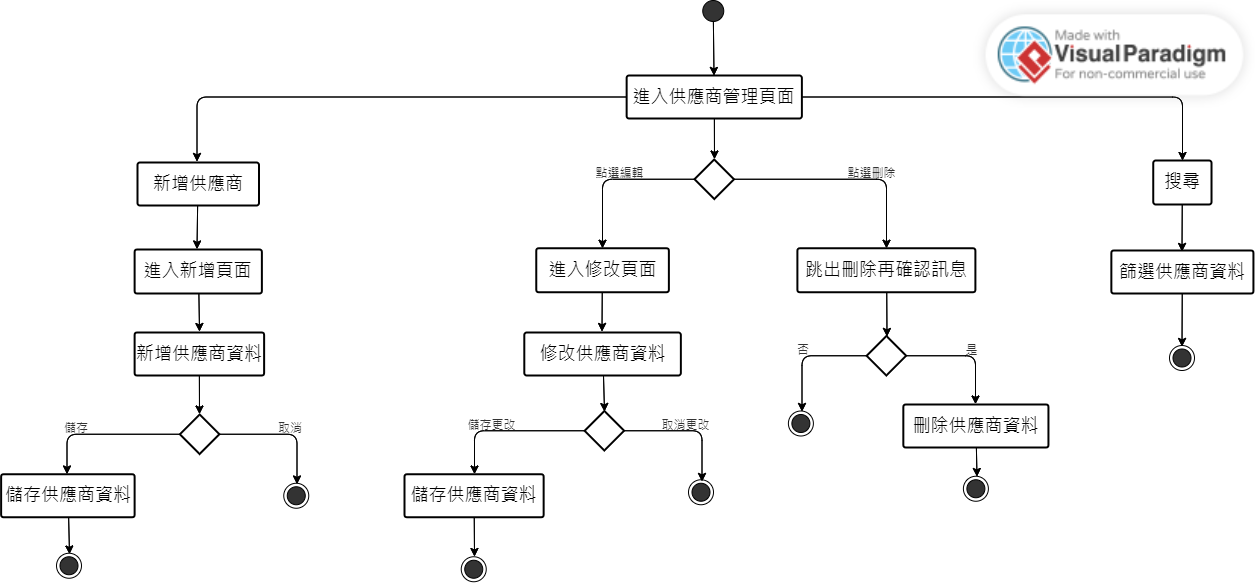 Made with
Visual Paradigm
For non-commercial use
進入供應商管理頁面
新增供應商
點選編輯
點選刪除
搜尋
進入新增頁面
進入修改頁面
跳出刪除再確認訊息
篩選供應商資料
新增供應商資料
修改供應商資料
否
是
儲存
取消
儲存更改
取消更改
刪除供應商資料
儲存供應商資料
儲存供應商資料